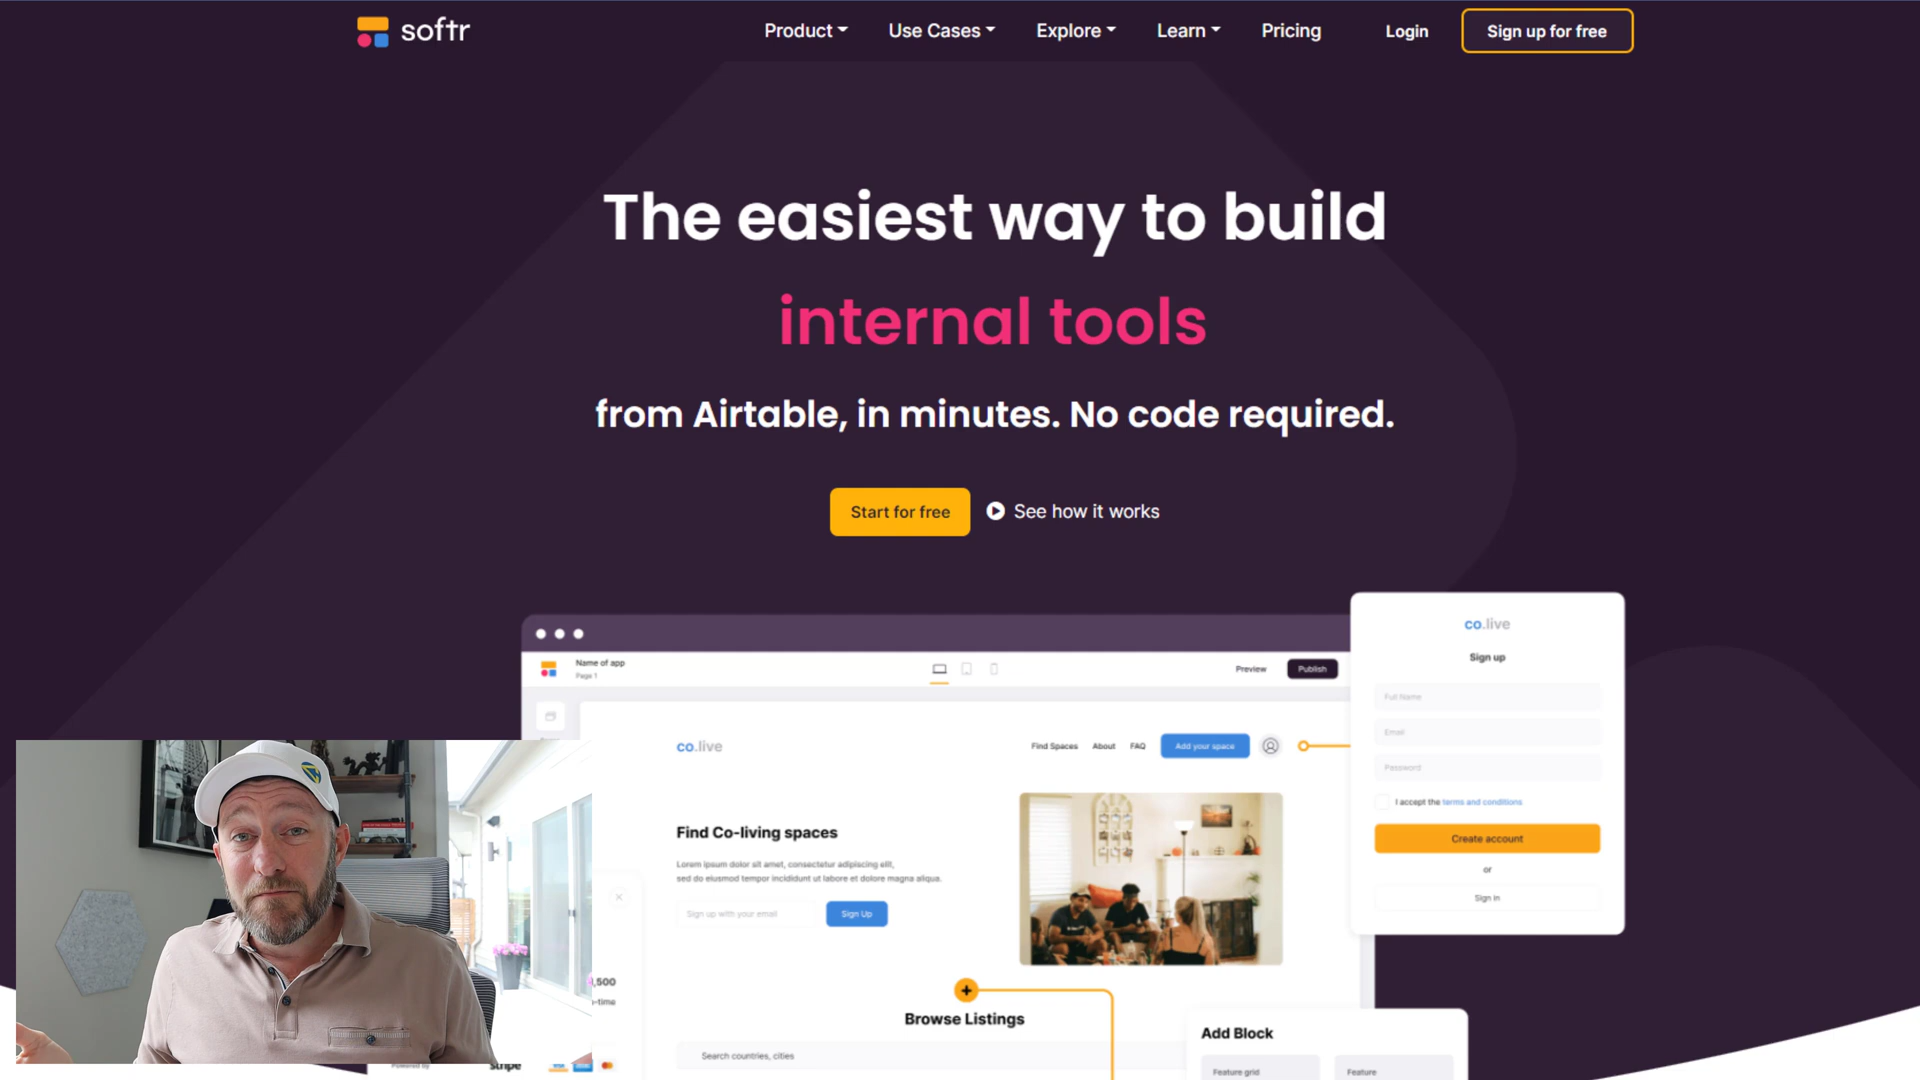 softr
Product
Use Cases
Explore
Learn
Pricing
Login
Sign up for free
The easiest way to build
internal tools
from Airtable, in minutes. No code required.
Start for free
See how it works
co.live
Sign up
Full Name
Email
Password
I accept the terms and conditions
Create account
or
Sign in
Name of app
Page 1
Preview
Publish
co.live
Find Spaces
About
FAQ
Add your space
Find Co-living spaces
Lorem ipsum dolor sit amet, consectetur adipiscing elit,
sed do eiusmod tempor incididunt ut labore et dolore magna aliqua.
Sign up with your email
Sign Up
,500
-time
Browse Listings
Search countries, cities
Add Block
Feature grid
Feature
Powered by
stripe
VISA